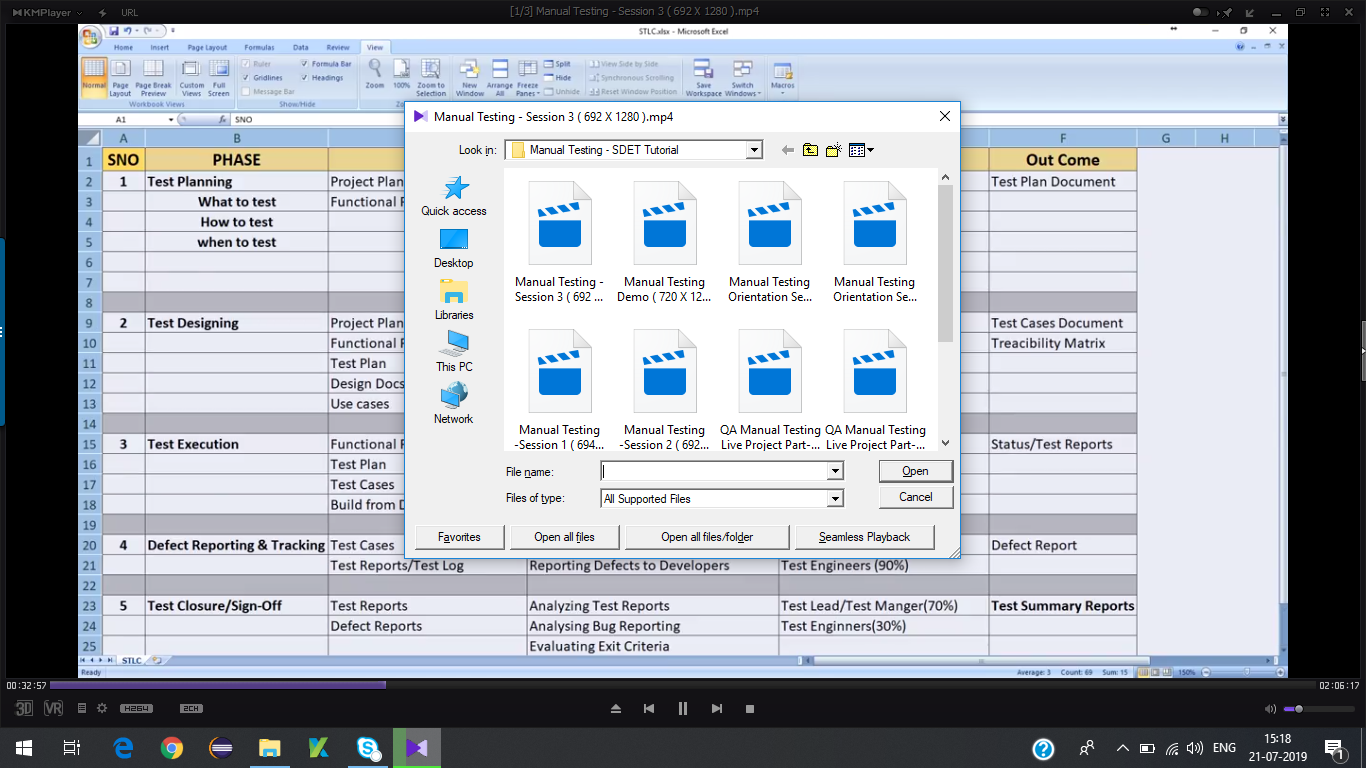 KMPlayer
URL
[1/3] Manual Testing - Session 3 ( 692 X 1280 ).mp4
STLC.xlsx - Microsoft Excel
Home Insert Page Layout Formulas Data Review View
Normal Page Layout Page Break Preview Custom Views Full Screen
Workbook Views
Ruler Formula Bar
Gridlines Headings
Message Bar
Show/Hide
Zoom 100% Zoom to Selection
New Window Arrange All Freeze Panes
Split
Hide
Unhide
View Side by Side
Synchronous Scrolling
Reset Window Position
Save Workspace Switch Windows
Macros
A1 fx SNO
A B F G H
1 SNO PHASE Out Come
2 1 Test Planning Project Plan Test Plan Document
3 What to test Functional
4 How to test
5 when to test
6
7
8
9 2 Test Designing Project Plan Test Cases Document
10 Functional Treacibility Matrix
11 Test Plan
12 Design Docs
13 Use cases
14
15 3 Test Execution Functional Status/Test Reports
16 Test Plan
17 Test Cases
18 Build from
19
20 4 Defect Reporting & Tracking Test Cases Defect Report
21 Test Reports/Test Log Reporting Defects to Developers Test Engineers (90%)
22
23 5 Test Closure/Sign-Off Test Reports Analyzing Test Reports Test Lead/Test Manger(70%) Test Summary Reports
24 Defect Reports Analysing Bug Reporting Test Enginners(30%)
25 Evaluating Exit Criteria
STLC
Ready Average: 3 Count: 69 Sum: 15 150%
Manual Testing - Session 3 ( 692 X 1280 ).mp4
Look in: Manual Testing - SDET Tutorial
Quick access
Desktop
Libraries
This PC
Network
Manual Testing - Session 3 ( 692 ...
Manual Testing Demo ( 720 X 12...
Manual Testing Orientation Se...
Manual Testing Orientation Se...
Manual Testing -Session 1 ( 694...
Manual Testing -Session 2 ( 692...
QA Manual Testing Live Project Part-...
QA Manual Testing Live Project Part-...
File name: Open
Files of type: All Supported Files Cancel
Favorites Open all files Open all files/folder Seamless Playback
00:32:57 02:06:17
3D VR H264 2CH
ENG
15:18
21-07-2019
1